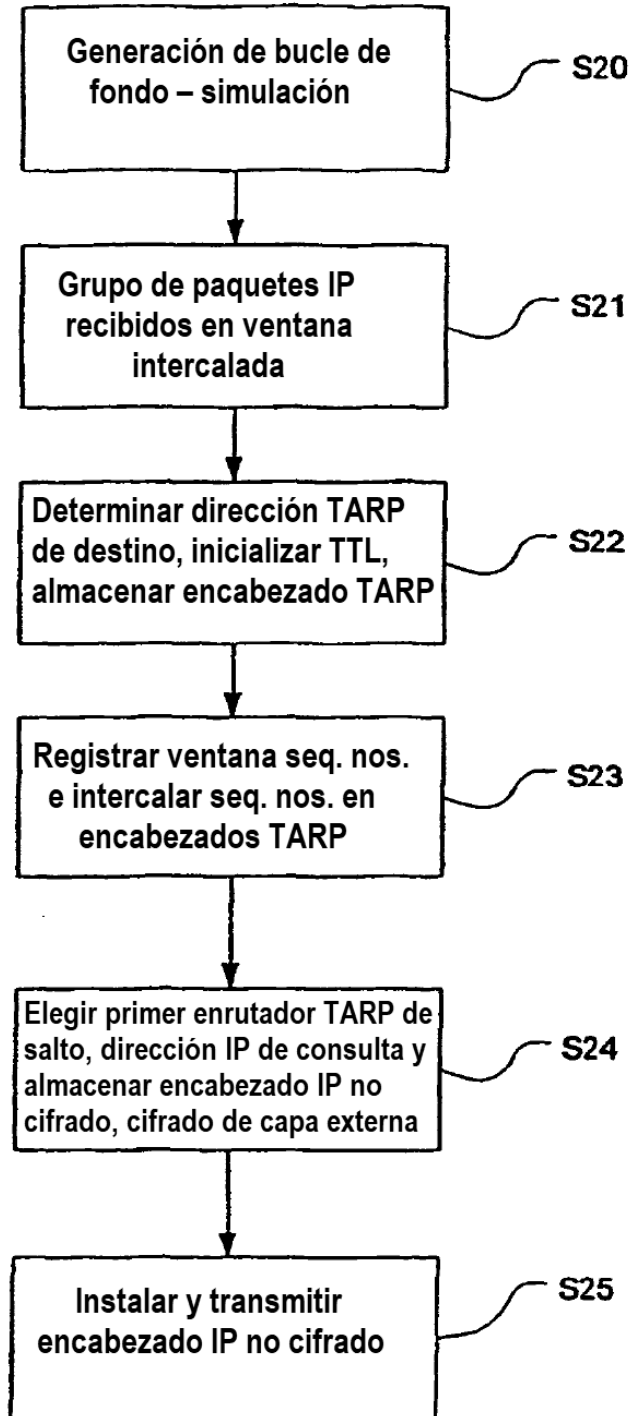 Generación de bucle de
fondo – simulación
S20
Grupo de paquetes IP
recibidos en ventana
intercalada
S21
Determinar dirección TARP
de destino, inicializar TTL,
almacenar encabezado TARP
S22
Registrar ventana seq. nos.
e intercalar seq. nos. en
encabezados TARP
S23
Elegir primer enrutador TARP de
salto, dirección IP de consulta y
almacenar encabezado IP no
cifrado, cifrado de capa externa
S24
Instalar y transmitir
encabezado IP no cifrado
S25